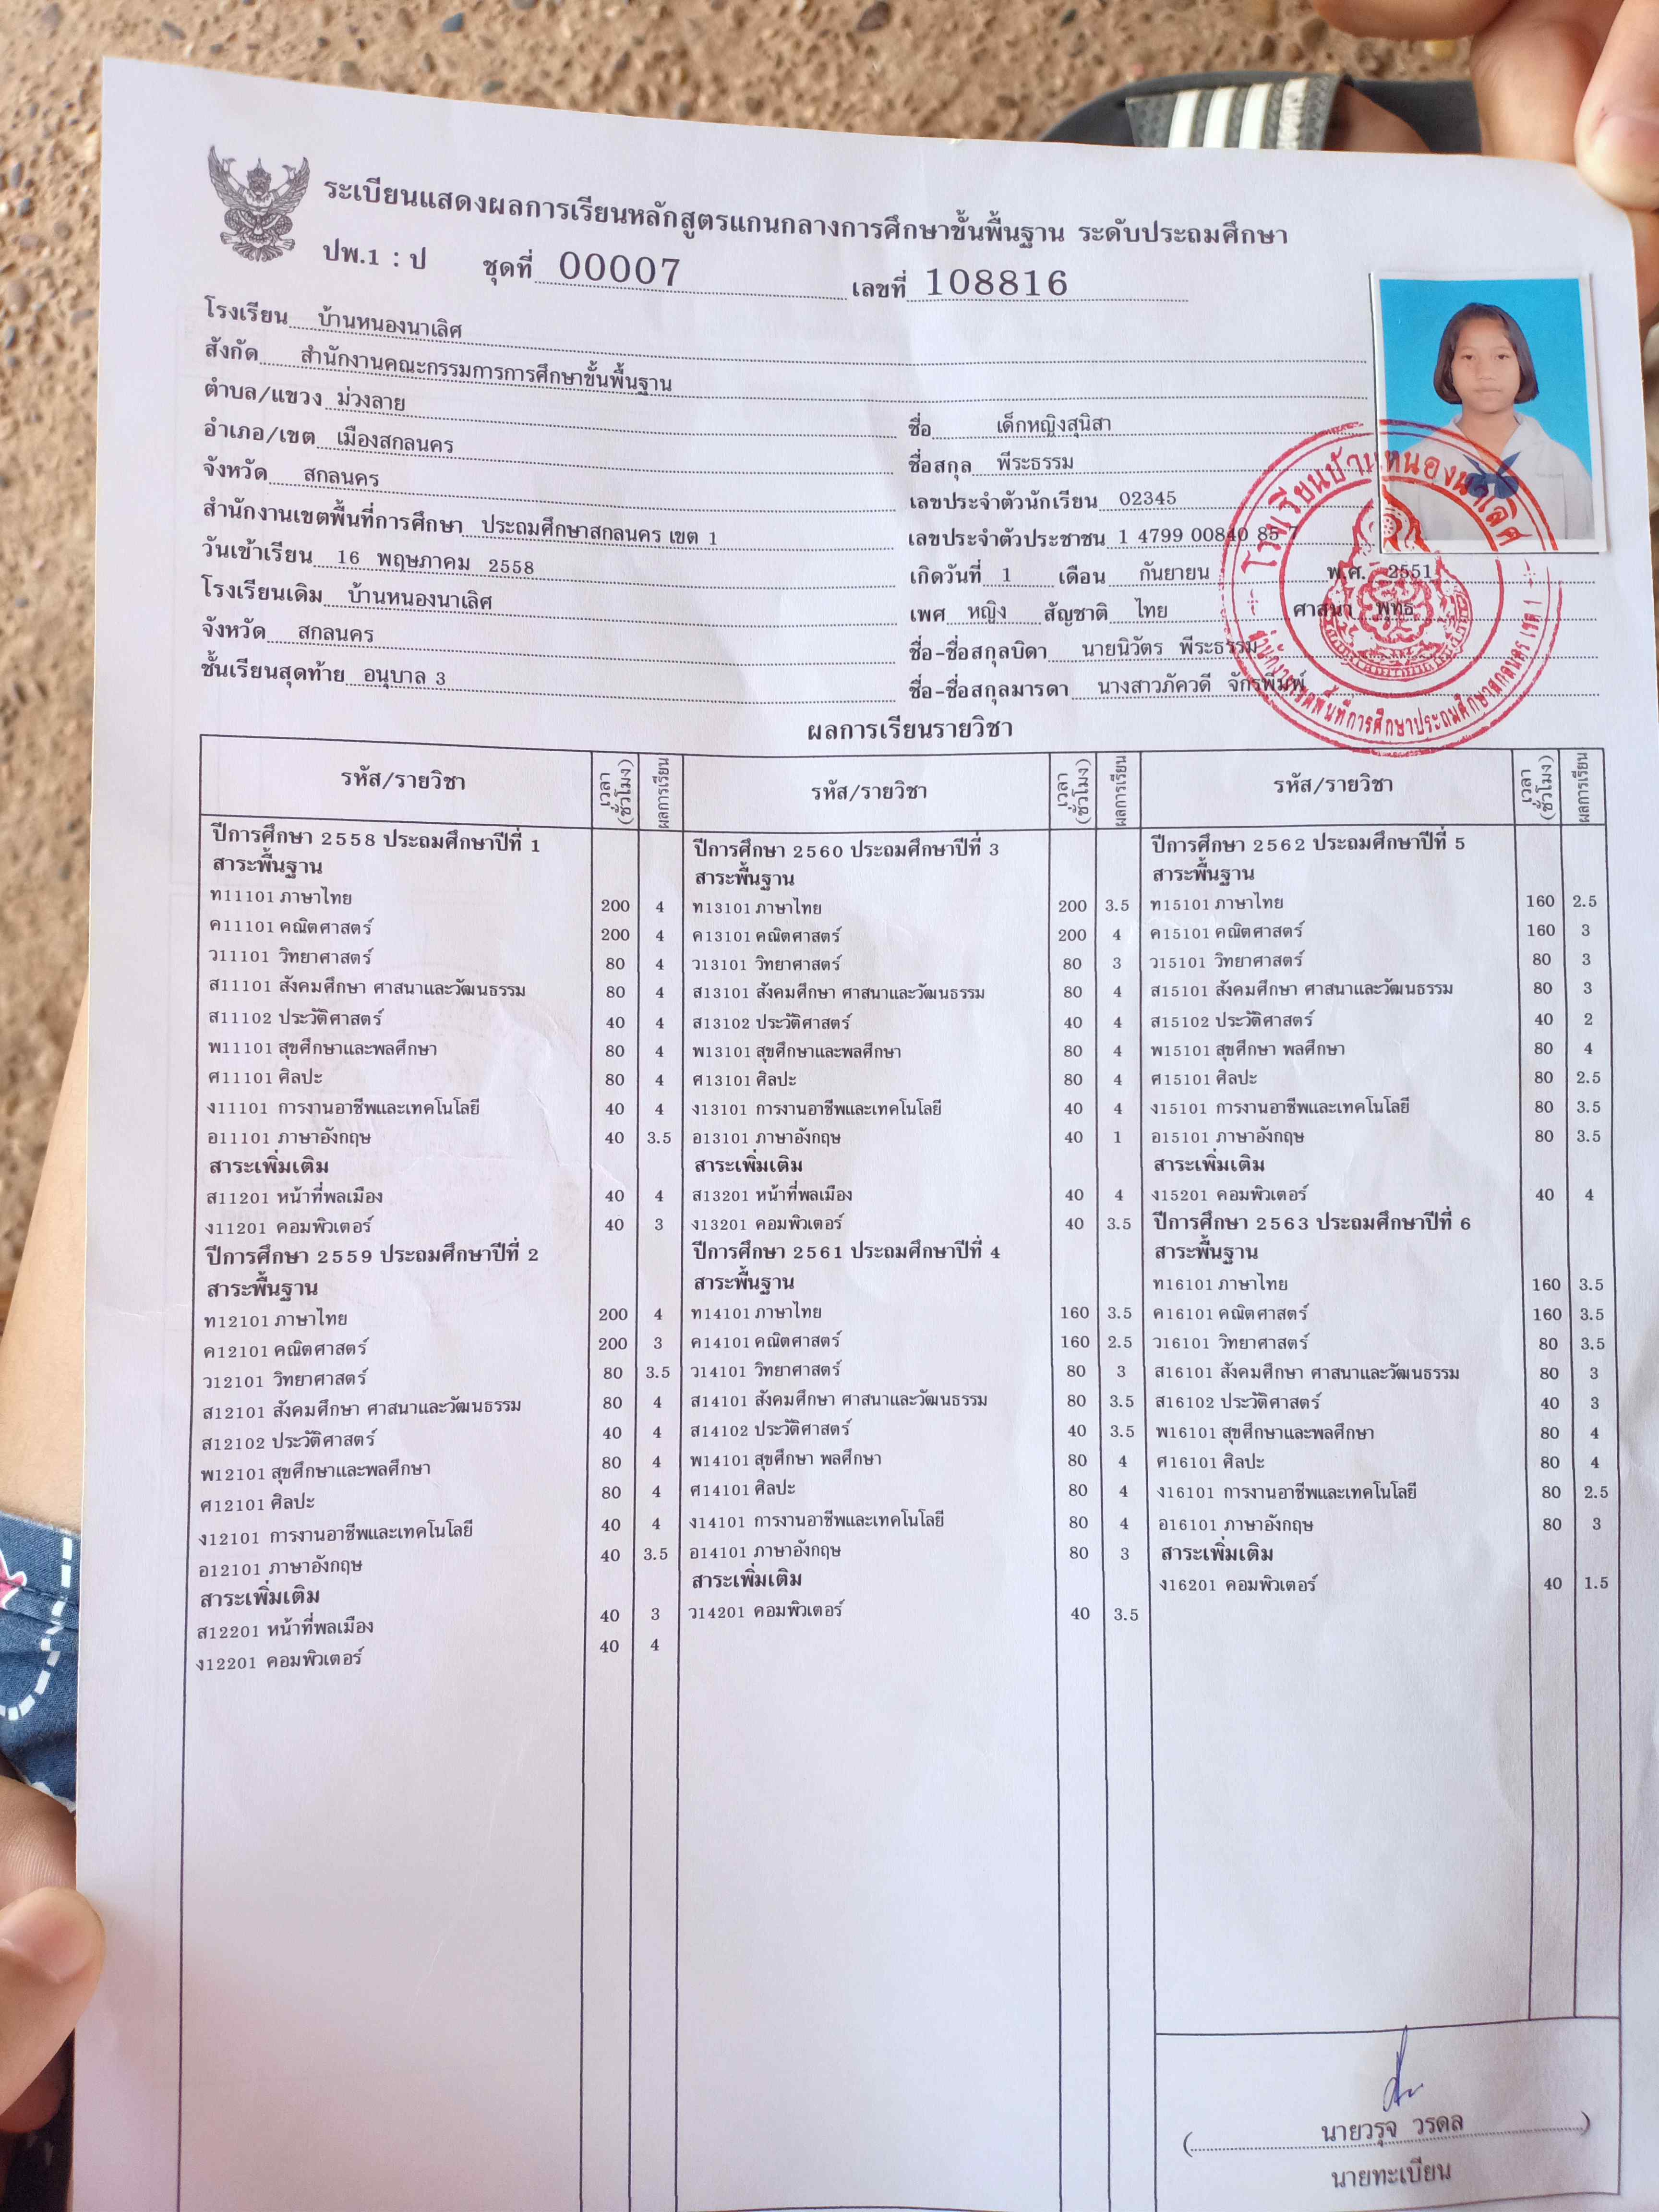 ระเบียนแสดงผลการเรียนหลักสูตรแกนกลางการศึกษาขั้นพื้นฐาน ระดับประถมศึกษา
ปพ.1 : ป ชุดที่ 00007 เลขที่ 108816
โรงเรียน บ้านหนองนาเลิศ
สังกัด สำนักงานคณะกรรมการการศึกษาขั้นพื้นฐาน
ตำบล/แขวง ม่วงลาย
อำเภอ/เขต เมืองสกลนคร
จังหวัด สกลนคร
สำนักงานเขตพื้นที่การศึกษา ประถมศึกษาสกลนคร เขต 1
วันเข้าเรียน 16 พฤษภาคม 2558
โรงเรียนเดิม บ้านหนองนาเลิศ
จังหวัด สกลนคร
ชั้นเรียนสุดท้าย อนุบาล 3
ชื่อ เด็กหญิงสุนิสา
ชื่อสกุล พีระธรรม
เลขประจำตัวนักเรียน 02345
เลขประจำตัวประชาชน 1 4799 00840 85 7
เกิดวันที่ 1 เดือน กันยายน พ.ศ. 2551
เพศ หญิง สัญชาติ ไทย ศาสนา พุทธ
ชื่อ-ชื่อสกุลบิดา นายนิวัตร พีระธรรม
ชื่อ-ชื่อสกุลมารดา นางสาวภัควดี จักรพิมพ์
โรงเรียนบ้านหนองนาเลิศ
สำนักงานเขตพื้นที่การศึกษาประถมศึกษาสกลนคร เขต 1
ผลการเรียนรายวิชา
รหัส/รายวิชา เวลา (ชั่วโมง) ผลการเรียน
ปีการศึกษา 2558 ประถมศึกษาปีที่ 1
สาระพื้นฐาน
ท11101 ภาษาไทย 200 4
ค11101 คณิตศาสตร์ 200 4
ว11101 วิทยาศาสตร์ 80 4
ส11101 สังคมศึกษา ศาสนาและวัฒนธรรม 80 4
ส11102 ประวัติศาสตร์ 40 4
พ11101 สุขศึกษาและพลศึกษา 80 4
ศ11101 ศิลปะ 80 4
ง11101 การงานอาชีพและเทคโนโลยี 40 4
อ11101 ภาษาอังกฤษ 40 3.5
สาระเพิ่มเติม
ส11201 หน้าที่พลเมือง 40 4
ง11201 คอมพิวเตอร์ 40 3
ปีการศึกษา 2559 ประถมศึกษาปีที่ 2
สาระพื้นฐาน
ท12101 ภาษาไทย 200 4
ค12101 คณิตศาสตร์ 200 3
ว12101 วิทยาศาสตร์ 80 3.5
ส12101 สังคมศึกษา ศาสนาและวัฒนธรรม 80 4
ส12102 ประวัติศาสตร์ 40 4
พ12101 สุขศึกษาและพลศึกษา 80 4
ศ12101 ศิลปะ 80 4
ง12101 การงานอาชีพและเทคโนโลยี 40 4
อ12101 ภาษาอังกฤษ 40 3.5
สาระเพิ่มเติม
ส12201 หน้าที่พลเมือง 40 3
ง12201 คอมพิวเตอร์ 40 4
รหัส/รายวิชา เวลา (ชั่วโมง) ผลการเรียน
ปีการศึกษา 2560 ประถมศึกษาปีที่ 3
สาระพื้นฐาน
ท13101 ภาษาไทย 200 3.5
ค13101 คณิตศาสตร์ 200 4
ว13101 วิทยาศาสตร์ 80 3
ส13101 สังคมศึกษา ศาสนาและวัฒนธรรม 80 4
ส13102 ประวัติศาสตร์ 40 4
พ13101 สุขศึกษาและพลศึกษา 80 4
ศ13101 ศิลปะ 80 4
ง13101 การงานอาชีพและเทคโนโลยี 40 4
อ13101 ภาษาอังกฤษ 40 1
สาระเพิ่มเติม
ส13201 หน้าที่พลเมือง 40 4
ง13201 คอมพิวเตอร์ 40 3.5
ปีการศึกษา 2561 ประถมศึกษาปีที่ 4
สาระพื้นฐาน
ท14101 ภาษาไทย 160 3.5
ค14101 คณิตศาสตร์ 160 2.5
ว14101 วิทยาศาสตร์ 80 3
ส14101 สังคมศึกษา ศาสนาและวัฒนธรรม 80 3.5
ส14102 ประวัติศาสตร์ 40 3.5
พ14101 สุขศึกษา พลศึกษา 80 4
ศ14101 ศิลปะ 80 4
ง14101 การงานอาชีพและเทคโนโลยี 80 4
อ14101 ภาษาอังกฤษ 80 3
สาระเพิ่มเติม
ว14201 คอมพิวเตอร์ 40 3.5
รหัส/รายวิชา เวลา (ชั่วโมง) ผลการเรียน
ปีการศึกษา 2562 ประถมศึกษาปีที่ 5
สาระพื้นฐาน
ท15101 ภาษาไทย 160 2.5
ค15101 คณิตศาสตร์ 160 3
ว15101 วิทยาศาสตร์ 80 3
ส15101 สังคมศึกษา ศาสนาและวัฒนธรรม 80 3
ส15102 ประวัติศาสตร์ 40 2
พ15101 สุขศึกษา พลศึกษา 80 4
ศ15101 ศิลปะ 80 2.5
ง15101 การงานอาชีพและเทคโนโลยี 80 3.5
อ15101 ภาษาอังกฤษ 80 3.5
สาระเพิ่มเติม
ง15201 คอมพิวเตอร์ 40 4
ปีการศึกษา 2563 ประถมศึกษาปีที่ 6
สาระพื้นฐาน
ท16101 ภาษาไทย 160 3.5
ค16101 คณิตศาสตร์ 160 3.5
ว16101 วิทยาศาสตร์ 80 3.5
ส16101 สังคมศึกษา ศาสนาและวัฒนธรรม 80 3
ส16102 ประวัติศาสตร์ 40 3
พ16101 สุขศึกษาและพลศึกษา 80 4
ศ16101 ศิลปะ 80 4
ง16101 การงานอาชีพและเทคโนโลยี 80 2.5
อ16101 ภาษาอังกฤษ 80 3
สาระเพิ่มเติม
ง16201 คอมพิวเตอร์ 40 1.5
(นายวรุจ วรดล)
นายทะเบียน